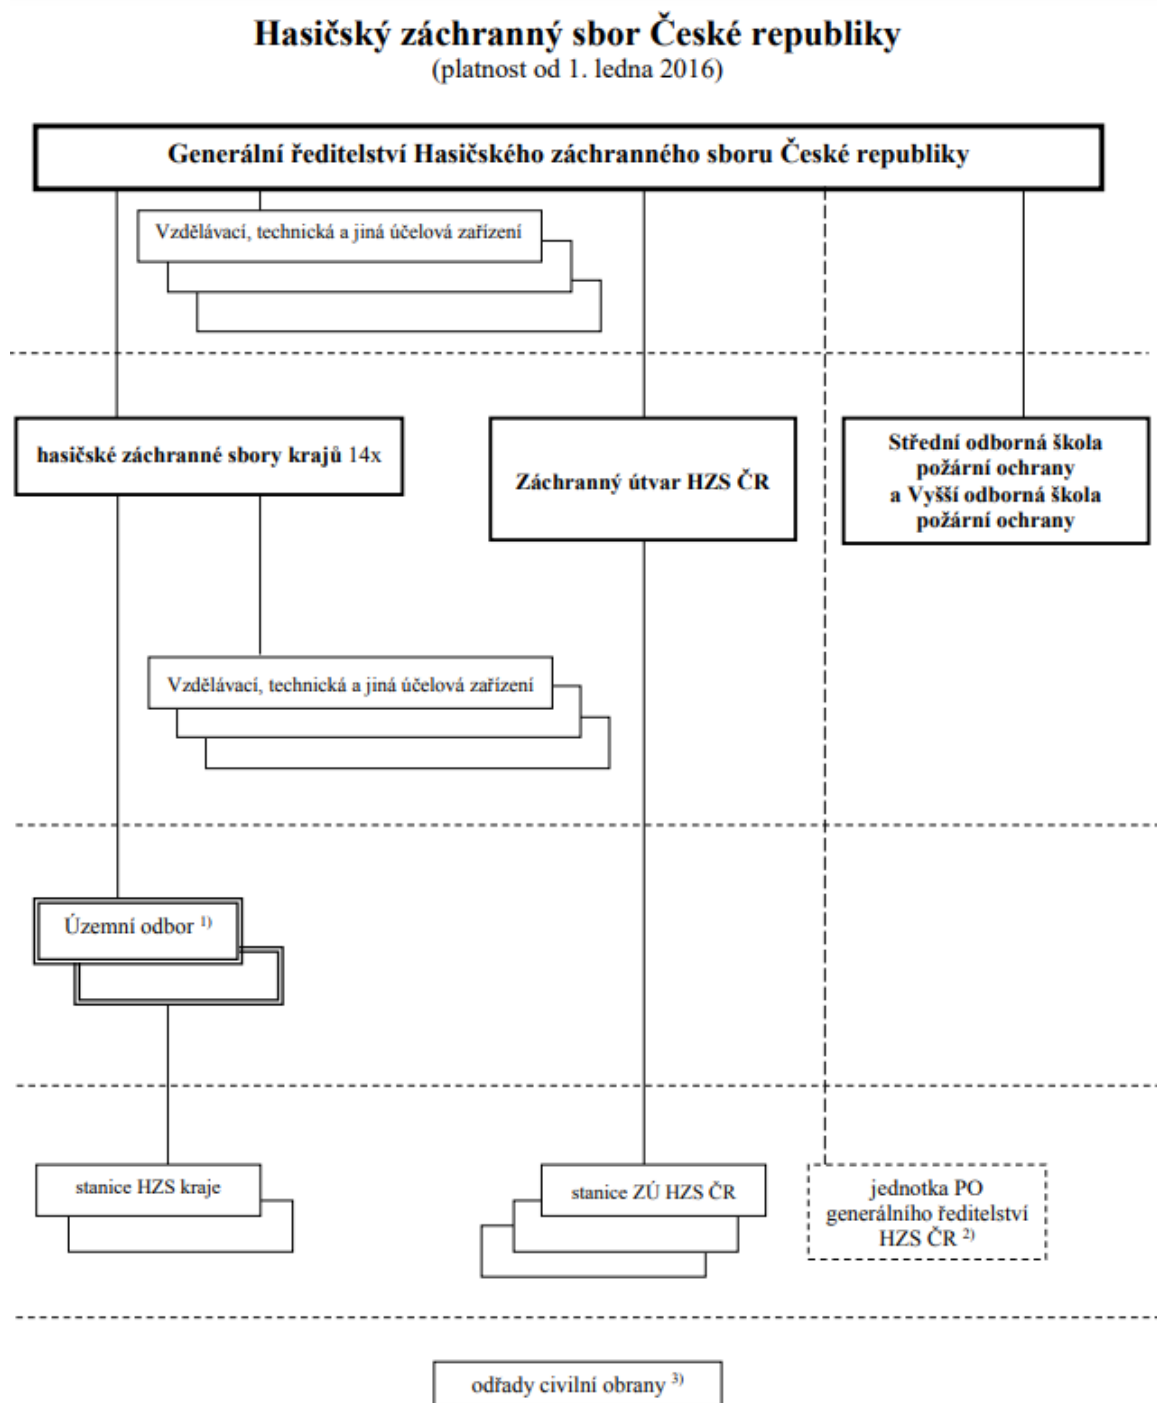 Hasičský záchranný sbor České republiky
(platnost od 1. ledna 2016)
Generální ředitelství Hasičského záchranného sboru České republiky
Vzdělávací, technická a jiná účelová zařízení
hasičské záchranné sbory krajů 14x
Záchranný útvar HZS ČR
Střední odborná škola
požární ochrany
a Vyšší odborná škola
požární ochrany
Vzdělávací, technická a jiná účelová zařízení
Územní odbor 1)
stanice HZS kraje
stanice ZÚ HZS ČR
jednotka PO
generálního ředitelství
HZS ČR 2)
odřady civilní obrany 3)